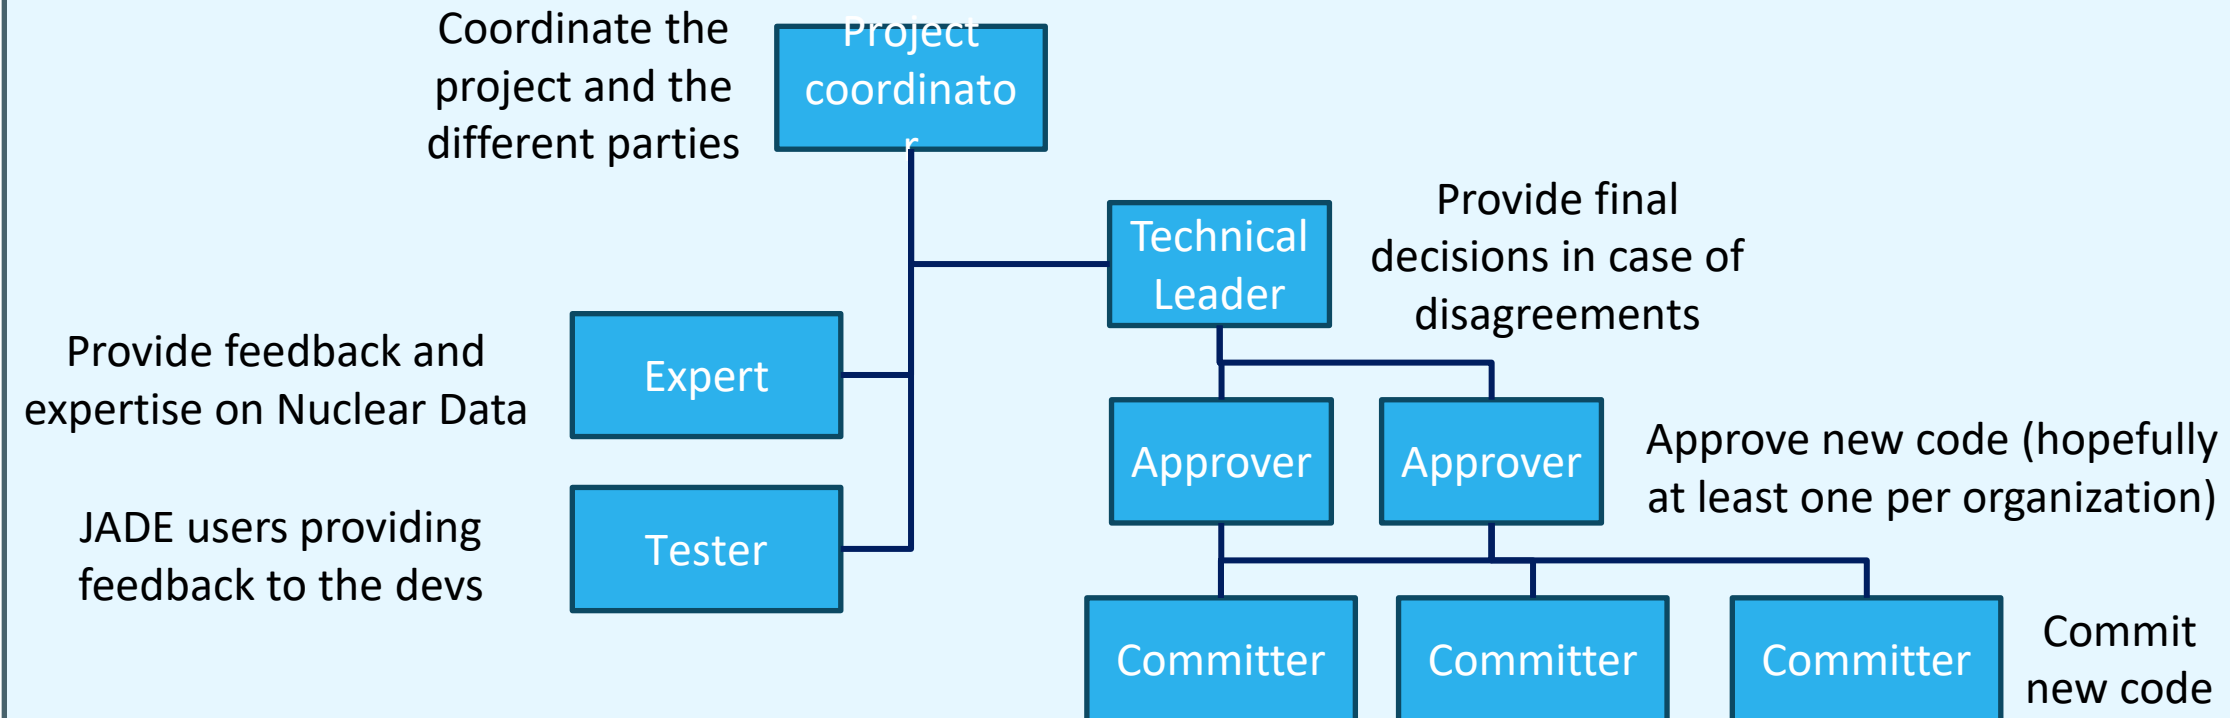 Coordinate the
project and the
different parties
Project
coordinato
r
Technical
Leader
Provide final
decisions in case of
disagreements
Provide feedback and
expertise on Nuclear Data
Expert
Approver
Approver
Approve new code (hopefully
at least one per organization)
JADE users providing
feedback to the devs
Tester
Committer
Committer
Committer
Commit
new code